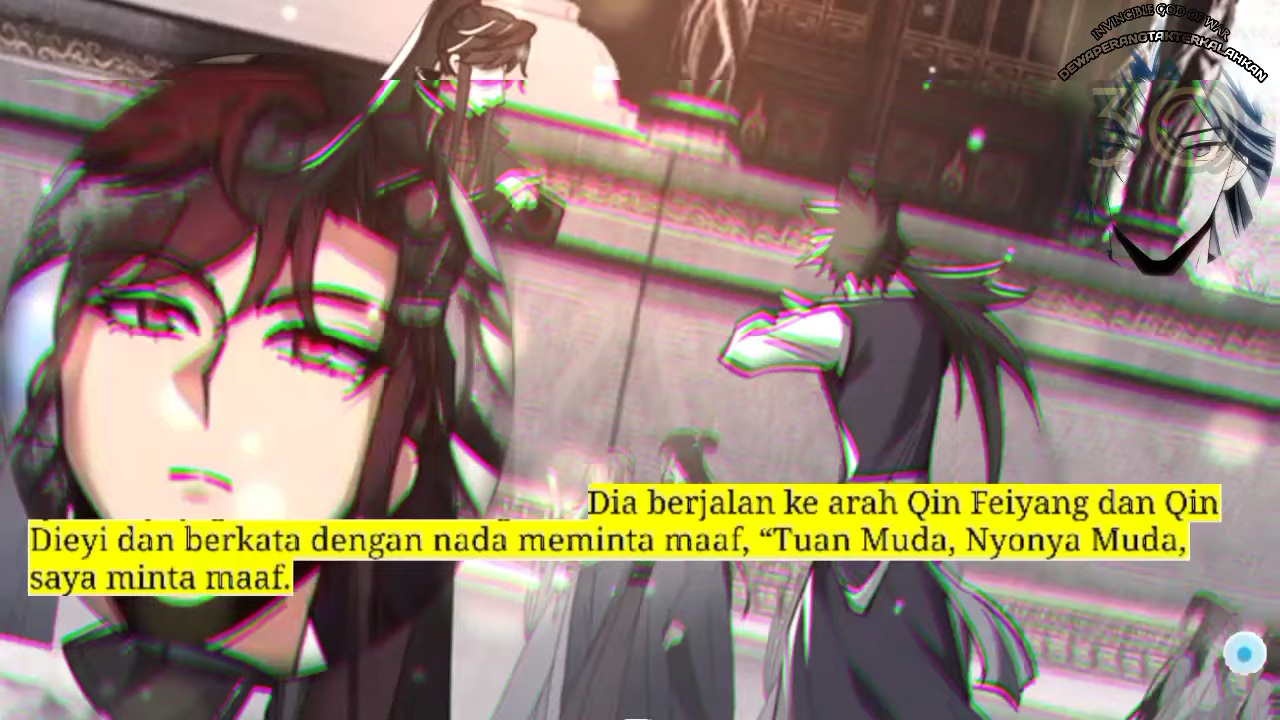 INVINCIBLE GOD OF WAR
DEWAPERANGTAKTERKALAHKAN
Dia berjalan ke arah Qin Feiyang dan Qin
Dieyi dan berkata dengan nada meminta maaf, “Tuan Muda, Nyonya Muda,
saya minta maaf.